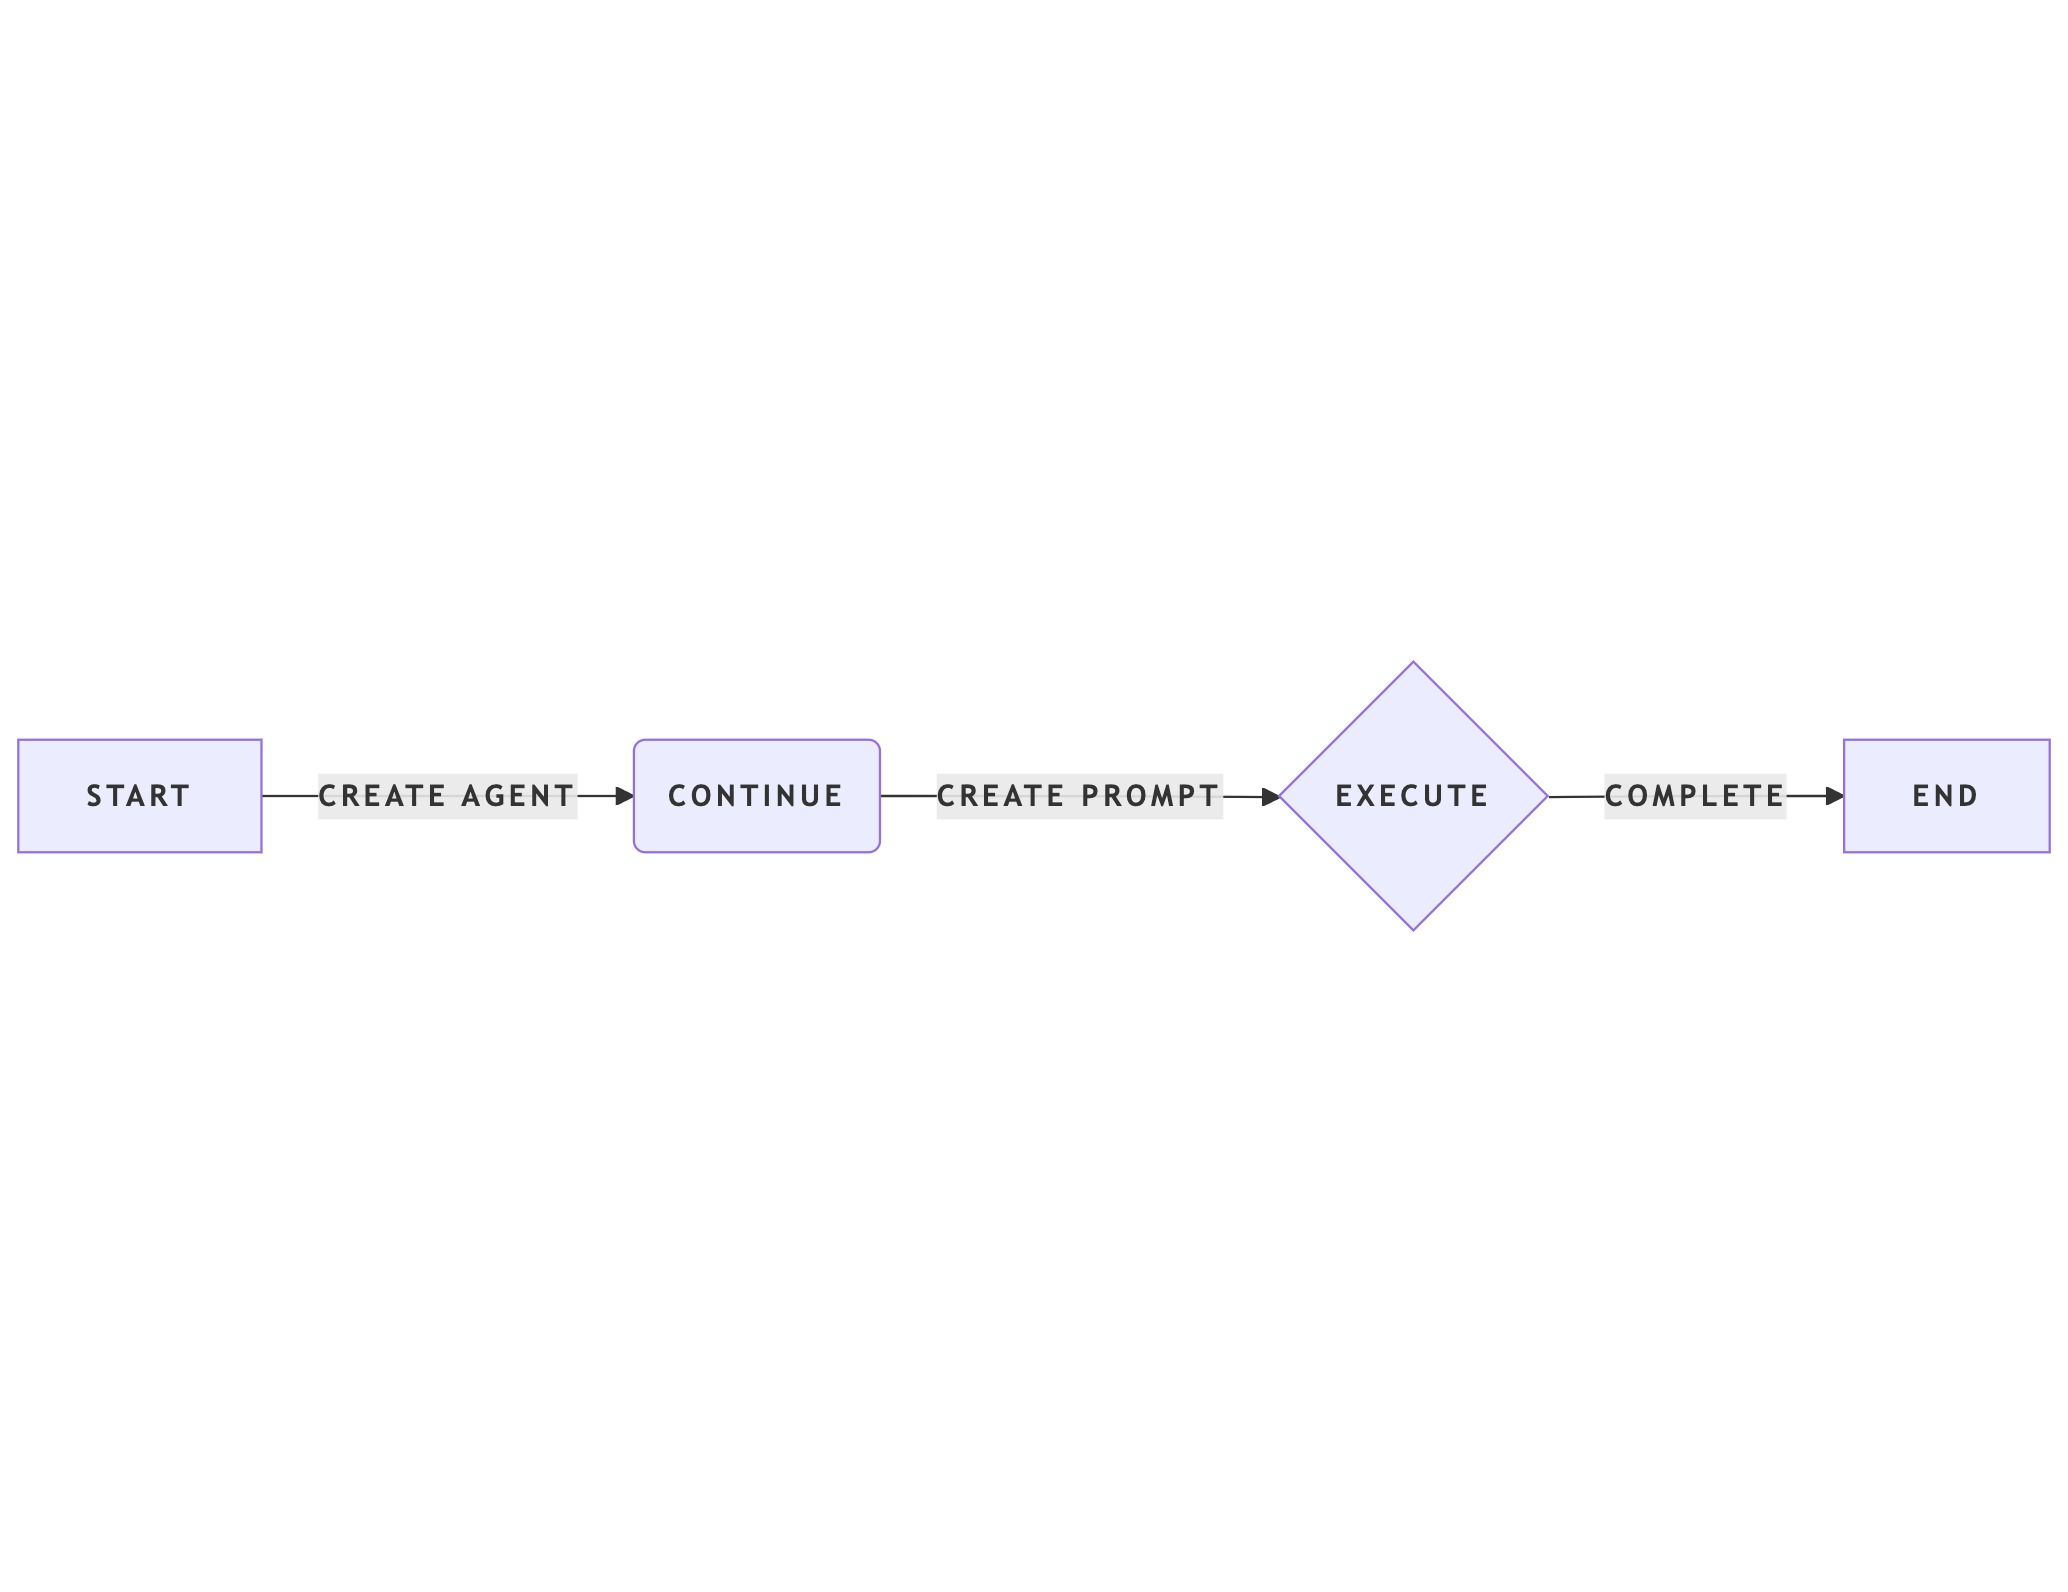 START
CREATE AGENT
CONTINUE
CREATE PROMPT
EXECUTE
COMPLETE
END